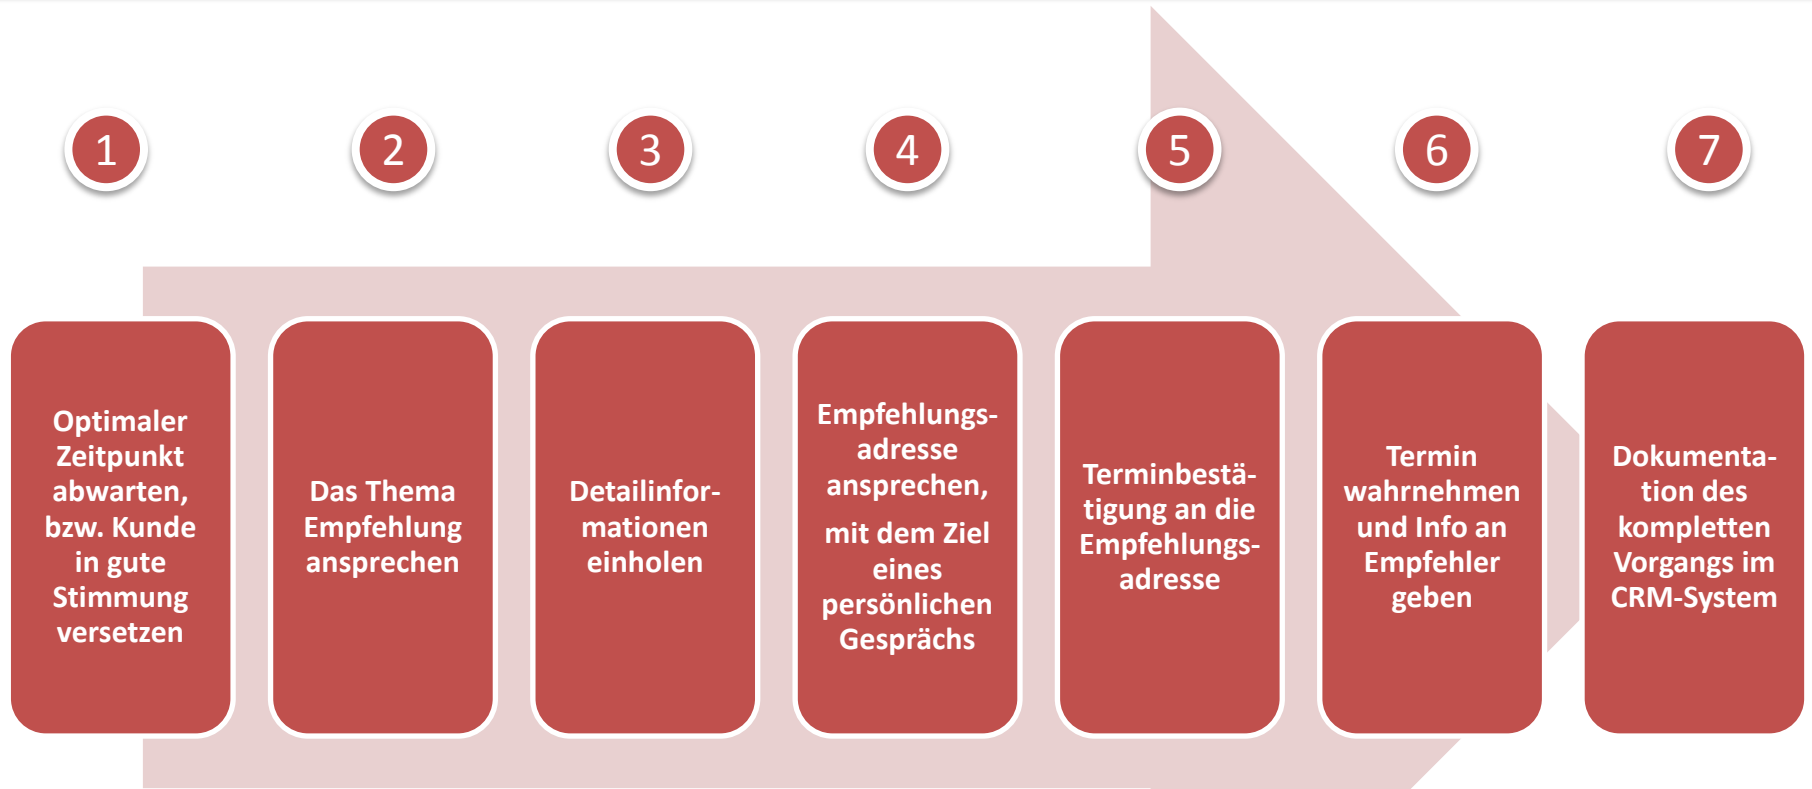 1
2
3
4
5
6
7
Optimaler
Zeitpunkt
abwarten,
bzw. Kunde
in gute
Stimmung
versetzen
Das Thema
Empfehlung
ansprechen
Detailinfor-
mationen
einholen
Empfehlungs-
adresse
ansprechen,
mit dem Ziel
eines
persönlichen
Gesprächs
Terminbestä-
tigung an die
Empfehlungs-
adresse
Termin
wahrnehmen
und Info an
Empfehler
geben
Dokumenta-
tion des
kompletten
Vorgangs im
CRM-System